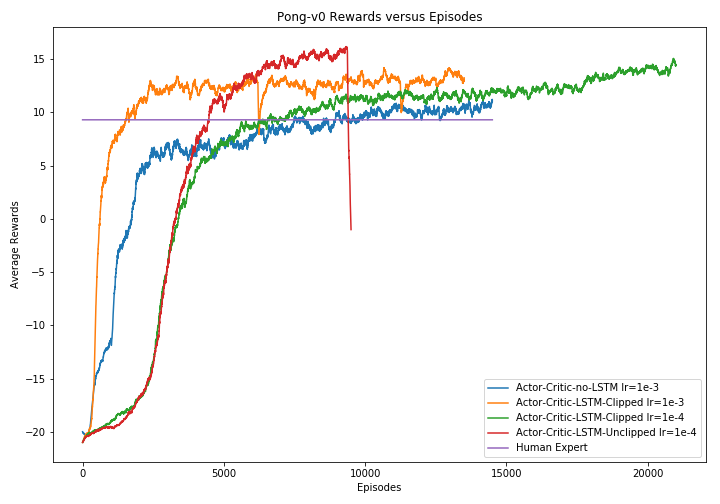 Pong-v0 Rewards versus Episodes
15
10
5
0
−5
−10
−15
−20
Average Rewards
0
5000
10000
15000
20000
Episodes
Actor-Critic-no-LSTM lr=1e-3
Actor-Critic-LSTM-Clipped lr=1e-3
Actor-Critic-LSTM-Clipped lr=1e-4
Actor-Critic-LSTM-Unclipped lr=1e-4
Human Expert